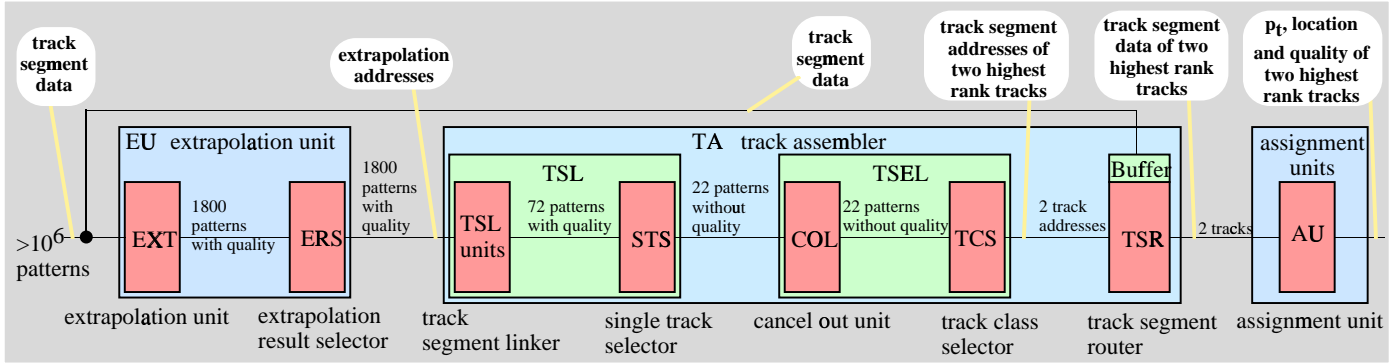 track
segment
data
extrapolation
addresses
track
segment
data
track segment
addresses of
two highest
rank tracks
track segment
data of two
highest rank
tracks
pt, location
and quality of
two highest
rank tracks
EU extrapolation unit
TA track assembler
assignment
units
TSL
TSEL
Buffer
>10^6
patterns
EXT
1800
patterns
with quality
ERS
1800
patterns
with
quality
TSL
units
72 patterns
with quality
STS
22 patterns
without
quality
COL
22 patterns
without quality
TCS
2 track
addresses
TSR
2 tracks
AU
extrapolation unit
extrapolation
result selector
track
segment linker
single track
selector
cancel out unit
track class
selector
track segment
router
assignment unit